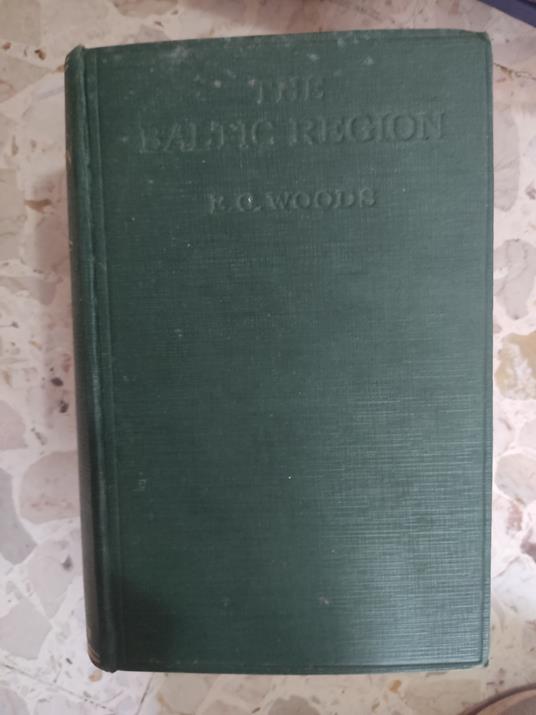 THE
BALTIC REGION
E. G. WOODS